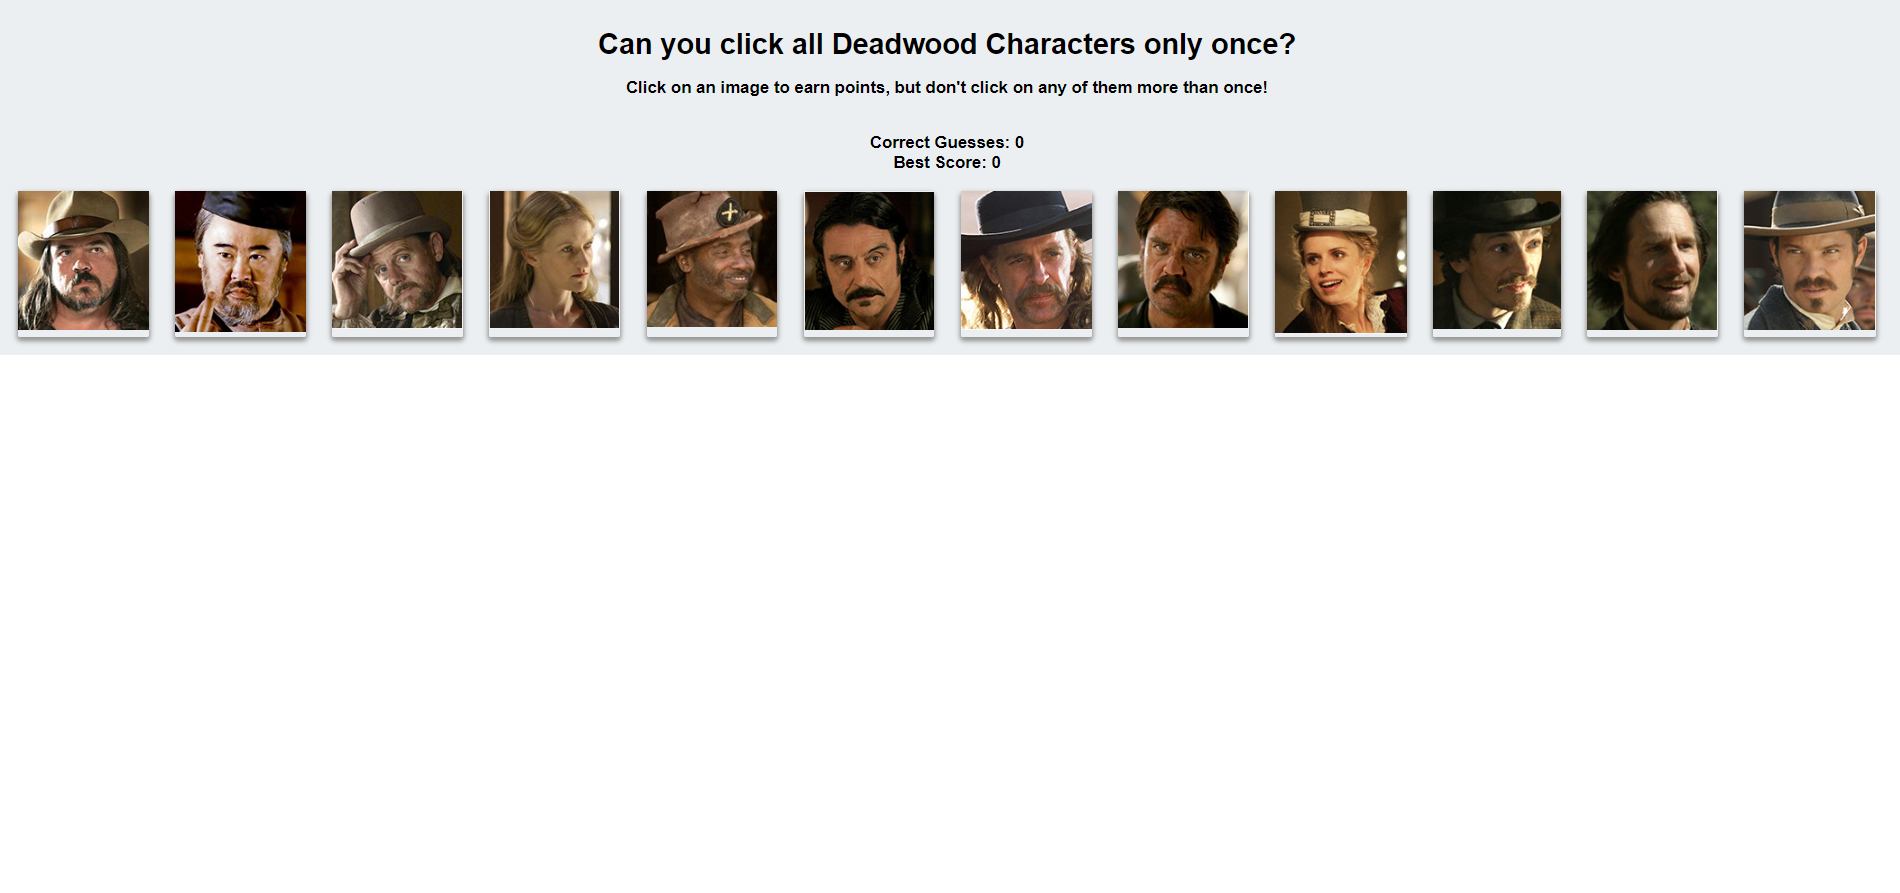 Can you click all Deadwood Characters only once?
Click on an image to earn points, but don't click on any of them more than once!
Correct Guesses: 0
Best Score: 0